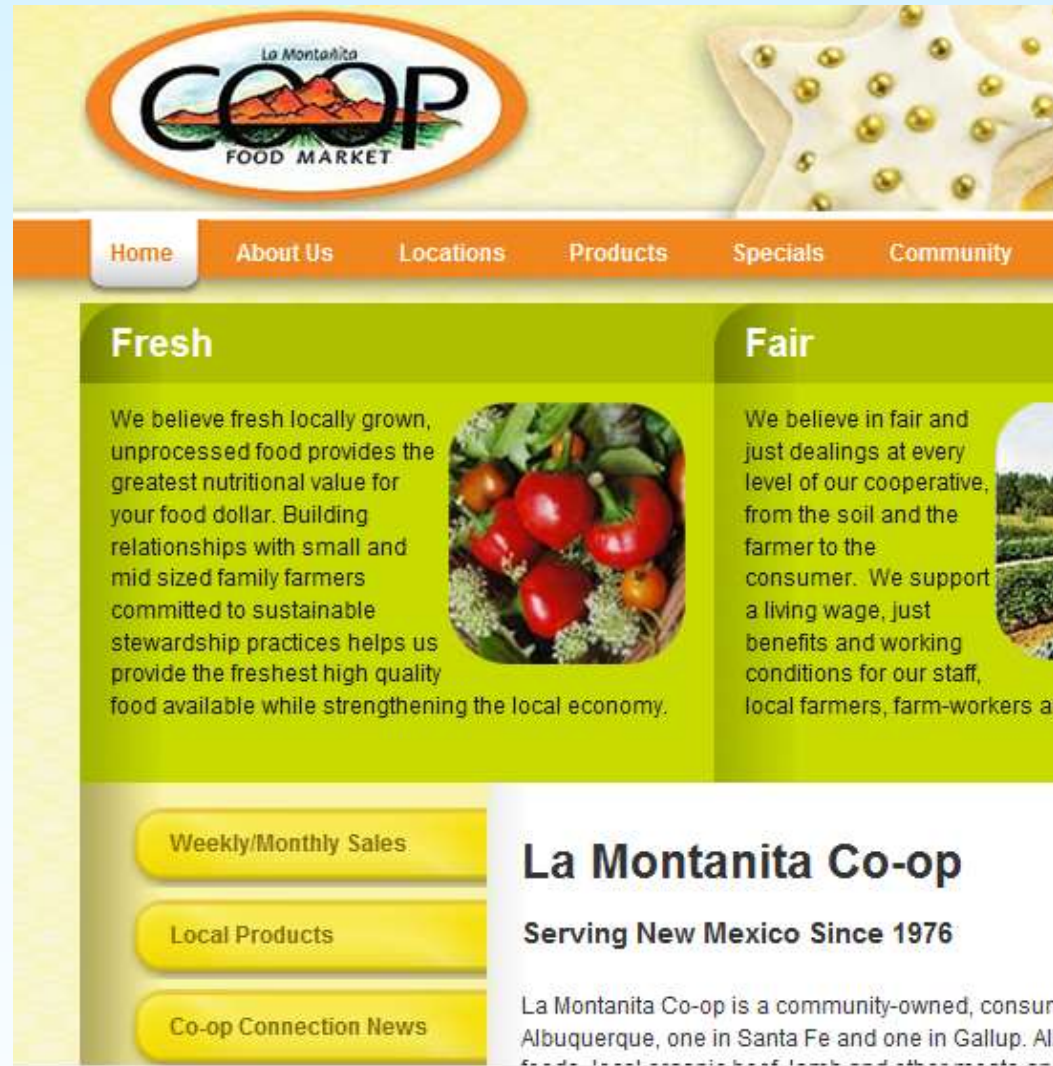 La Montañita
COOP
FOOD MARKET
Home About Us Locations Products Specials Community
Fresh
We believe fresh locally grown,
unprocessed food provides the
greatest nutritional value for
your food dollar. Building
relationships with small and
mid sized family farmers
committed to sustainable
stewardship practices helps us
provide the freshest high quality
food available while strengthening the local economy.
Fair
We believe in fair and
just dealings at every
level of our cooperative,
from the soil and the
farmer to the
consumer. We support
a living wage, just
benefits and working
conditions for our staff,
local farmers, farm-workers
Weekly/Monthly Sales
Local Products
Co-op Connection News
La Montanita Co-op
Serving New Mexico Since 1976
La Montanita Co-op is a community-owned,
Albuquerque, one in Santa Fe and one in Gallup.